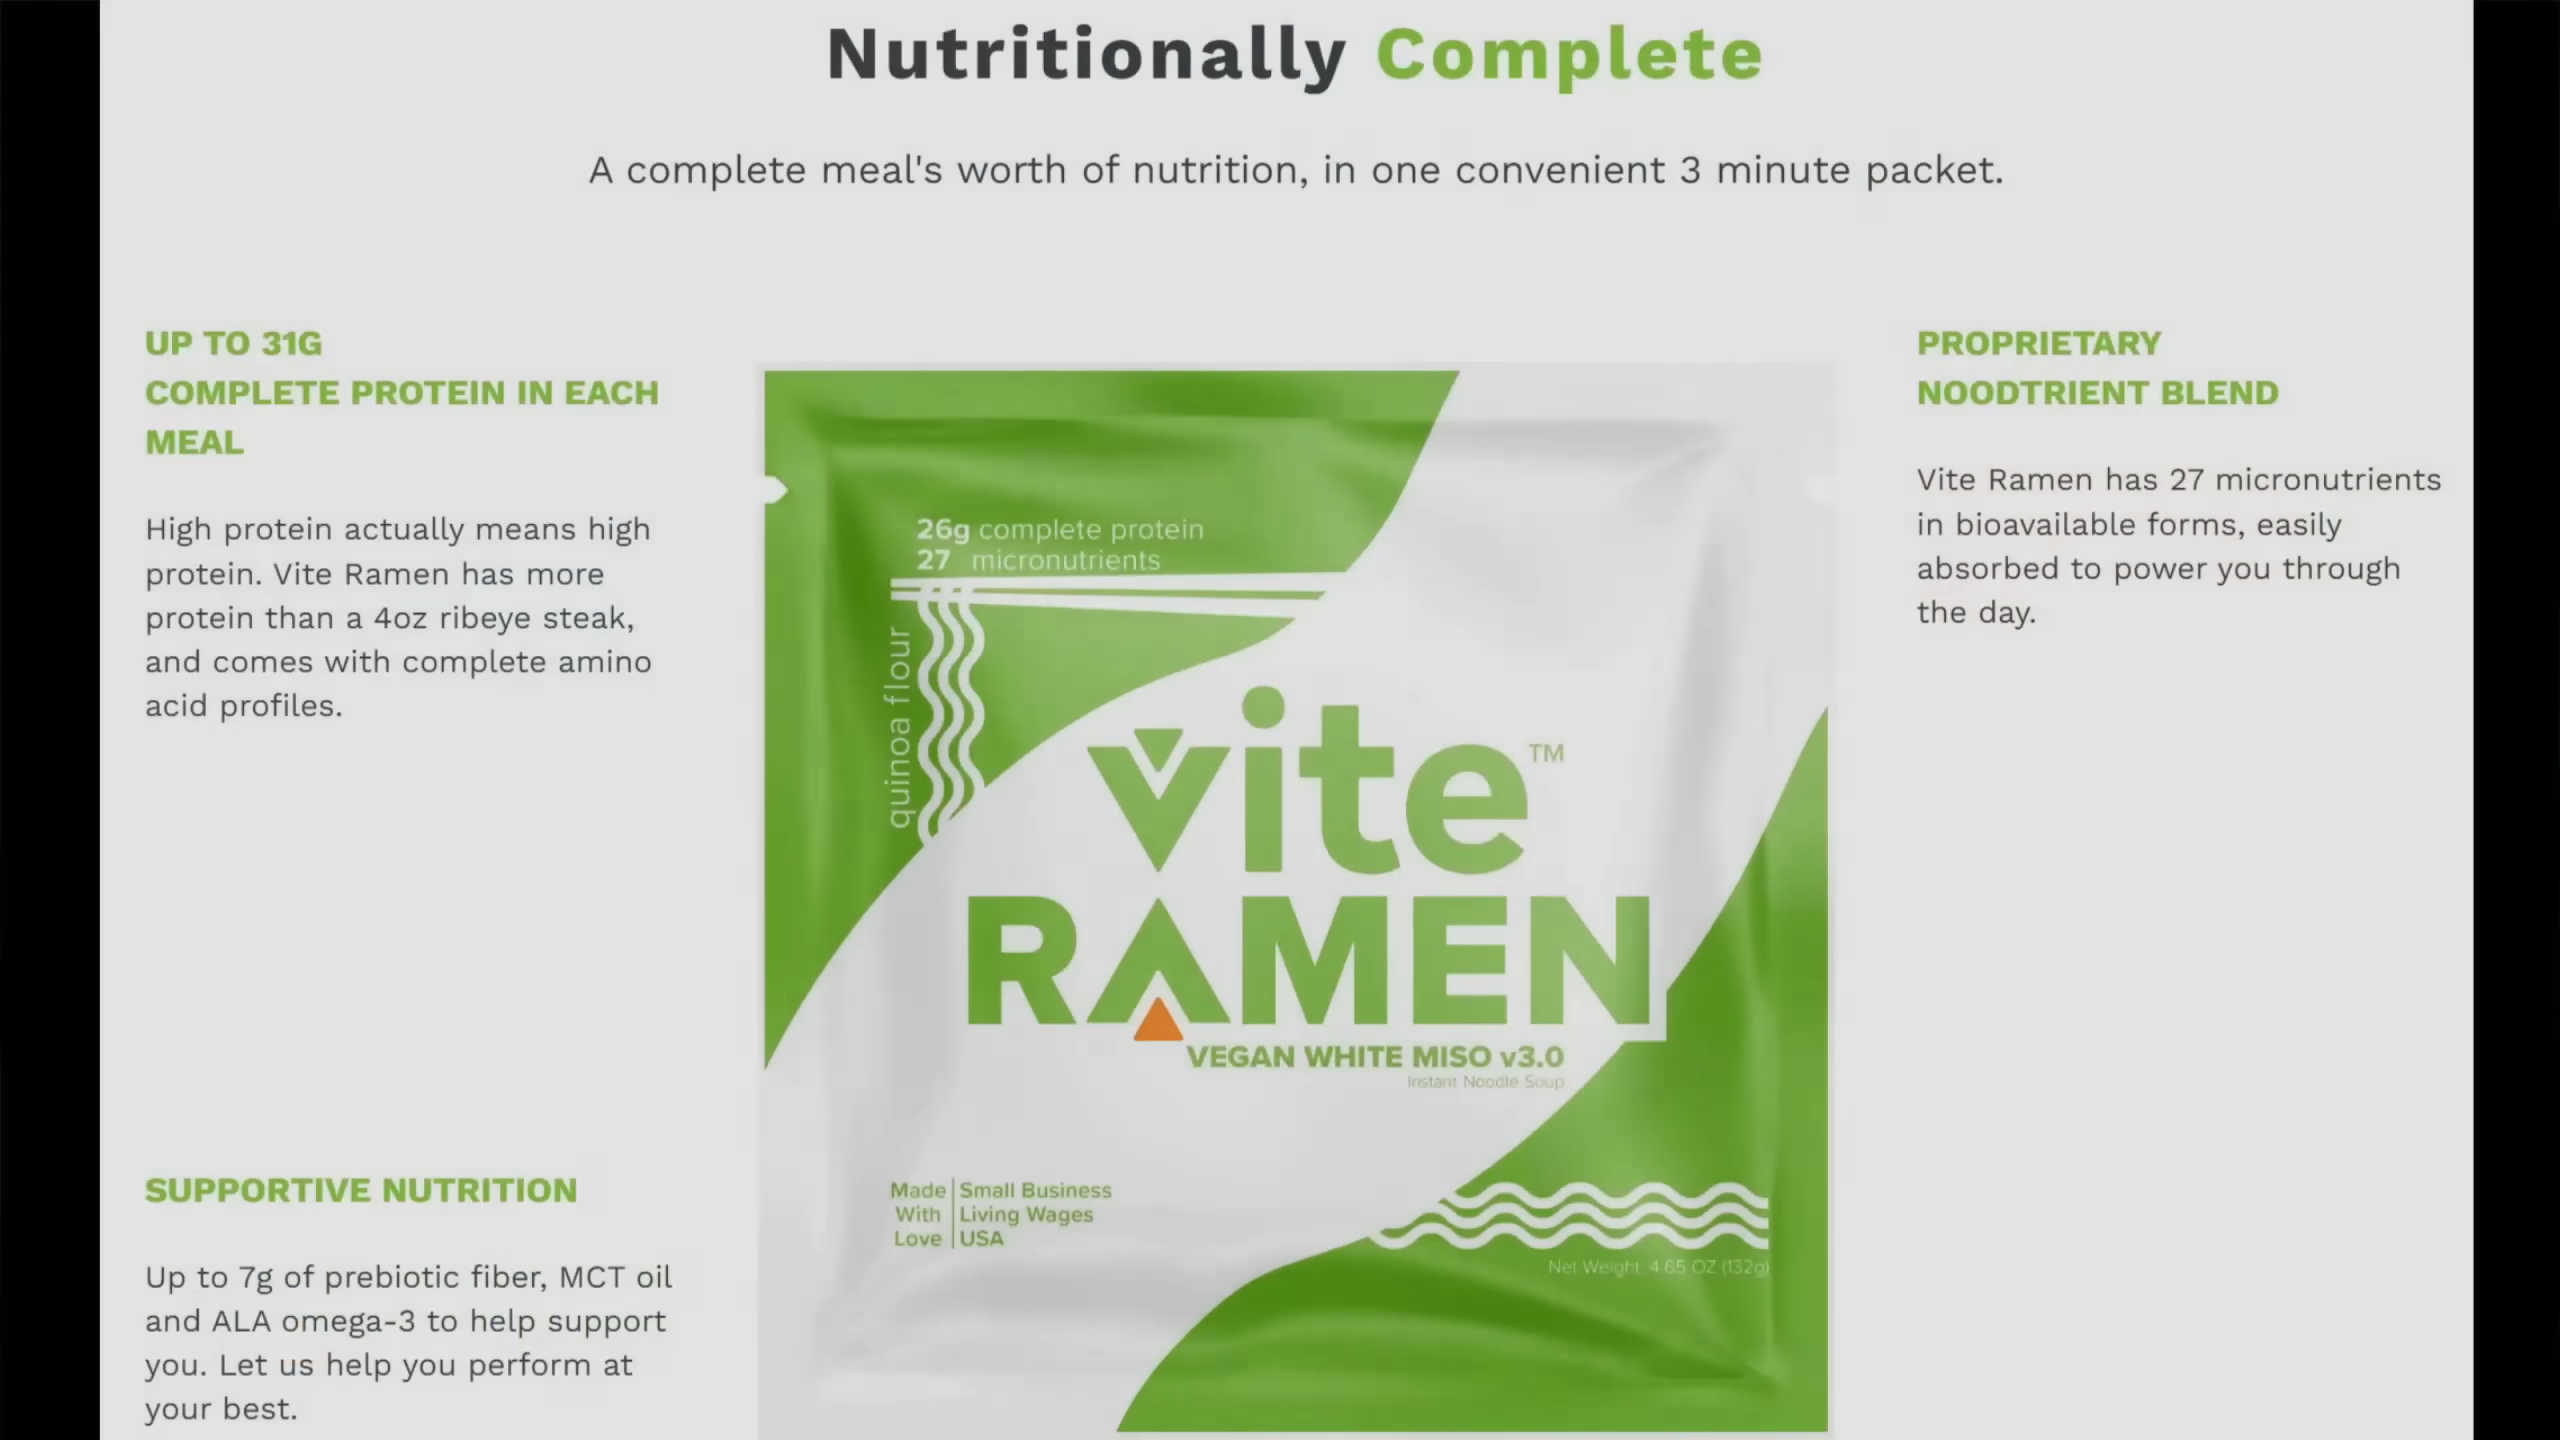 Nutritionally Complete
A complete meal's worth of nutrition, in one convenient 3 minute packet.
UP TO 31G
COMPLETE PROTEIN IN EACH
MEAL
High protein actually means high
protein. Vite Ramen has more
protein than a 4oz ribeye steak,
and comes with complete amino
acid profiles.
SUPPORTIVE NUTRITION
Up to 7g of prebiotic fiber, MCT oil
and ALA omega-3 to help support
you. Let us help you perform at
your best.
26g complete protein
27 micronutrients
quinoa flour
vite™
RAMEN
VEGAN WHITE MISO v3.0
Instant Noodle Soup
Made Small Business
With Living Wages
Love USA
Net Weight: 4.65 OZ (132g)
PROPRIETARY
NOODTRIENT BLEND
Vite Ramen has 27 micronutrients
in bioavailable forms, easily
absorbed to power you through
the day.